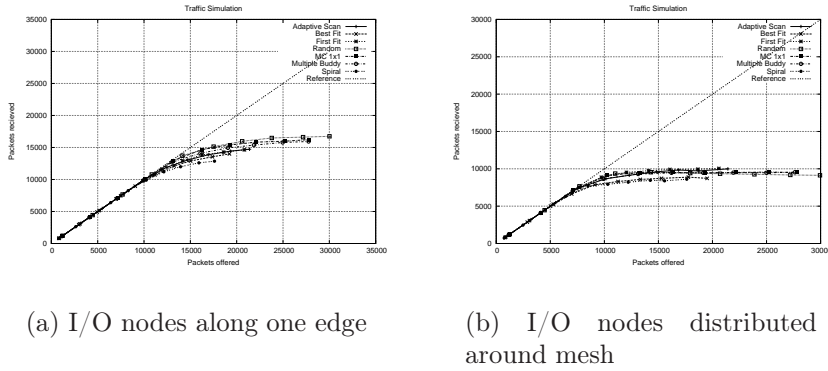 Traffic Simulation
35000
30000
25000
20000
15000
10000
5000
0
Packets recieved
Adaptive Scan
Best Fit
First Fit
Random
MC 1x1
Multiple Buddy
Spiral
Reference
0 5000 10000 15000 20000 25000 30000 35000
Packets offered
(a) I/O nodes along one edge
Traffic Simulation
30000
25000
20000
15000
10000
5000
0
Packets recieved
Adaptive Scan
Best Fit
First Fit
Random
MC 1x1
Multiple Buddy
Spiral
Reference
0 5000 10000 15000 20000 25000 3000
Packets offered
(b) I/O nodes distributed
around mesh